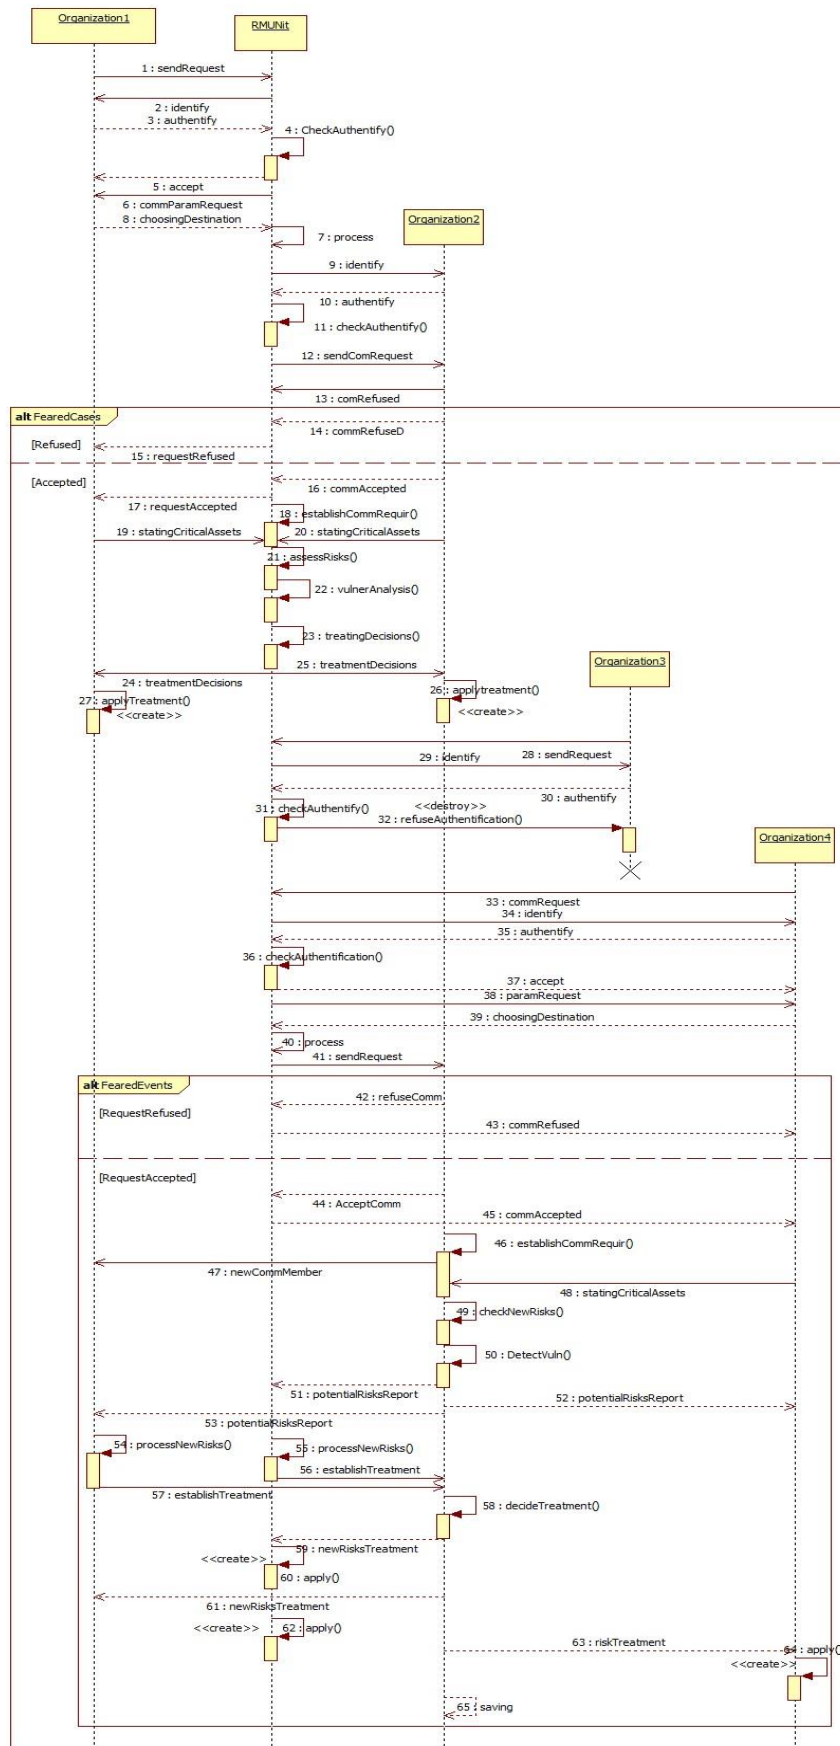 Organization1
RMUNit
1 : sendRequest
2 : identify
3 : authentify
4 : CheckAuthentify()
5 : accept
6 : commParamRequest
8 : choosingDestination
Organization2
7 : process
9 : identify
10 : authentify
11 : checkAuthentify()
12 : sendComRequest
13 : comRefused
alt FearedCases
14 : commRefuseD
[Refused]
15 : requestRefused
[Accepted]
16 : commAccepted
17 : requestAccepted
18 : establishCommRequir()
19 : statingCriticalAssets
20 : statingCriticalAssets
21 : assessRisks()
22 : vulnerAnalysis()
23 : treatingDecisions()
Organization3
25 : treatmentDecisions
24 : treatmentDecisions
26 : applytreatment()
27 : applyTreatment()
<<create>>
<<create>>
28 : sendRequest
29 : identify
30 : authentify
31 : checkAuthentify()
<<destroy>>
32 : refuseAuthentification()
Organization4
33 : commRequest
34 : identify
35 : authentify
36 : checkAuthentification()
37 : accept
38 : paramRequest
39 : choosingDestination
40 : process
41 : sendRequest
alt FearedEvents
42 : refuseComm
[RequestRefused]
43 : commRefused
[RequestAccepted]
44 : AcceptComm
45 : commAccepted
46 : establishCommRequir()
47 : newCommMember
48 : statingCriticalAssets
49 : checkNewRisks()
50 : DetectVuln()
51 : potentialRisksReport
52 : potentialRisksReport
53 : potentialRisksReport
54 : processNewRisks()
55 : processNewRisks()
56 : establishTreatment
57 : establishTreatment
58 : decideTreatment()
59 : newRisksTreatment
<<create>>
60 : apply()
61 : newRisksTreatment
<<create>>
62 : apply()
63 : riskTreatment
64 : apply()
<<create>>
65 : saving